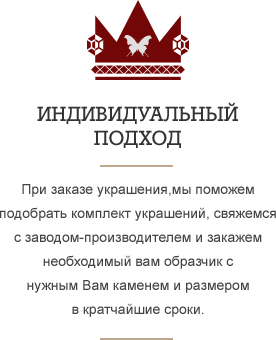 ИНДИВИДУАЛЬНЫЙ
ПОДХОД
При заказе украшения,мы поможем
подобрать комплект украшений, свяжемся
с заводом-производителем и закажем
необходимый вам образчик с
нужным Вам каменем и размером
в кратчайшие сроки.